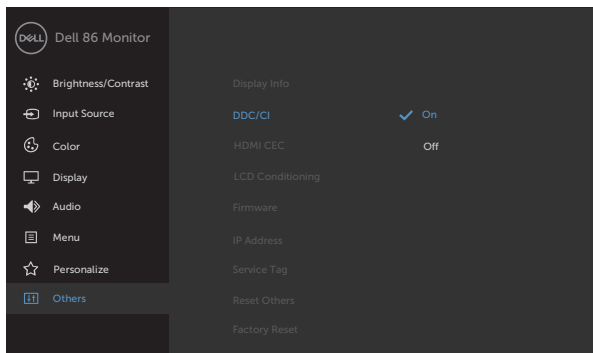 DELL
Dell 86 Monitor
Brightness/Contrast
Input Source
Color
Display
Audio
Menu
Personalize
Others
Display Info
DDC/CI
HDMI CEC
LCD Conditioning
Firmware
IP Address
Service Tag
Reset Others
Factory Reset
On
Off